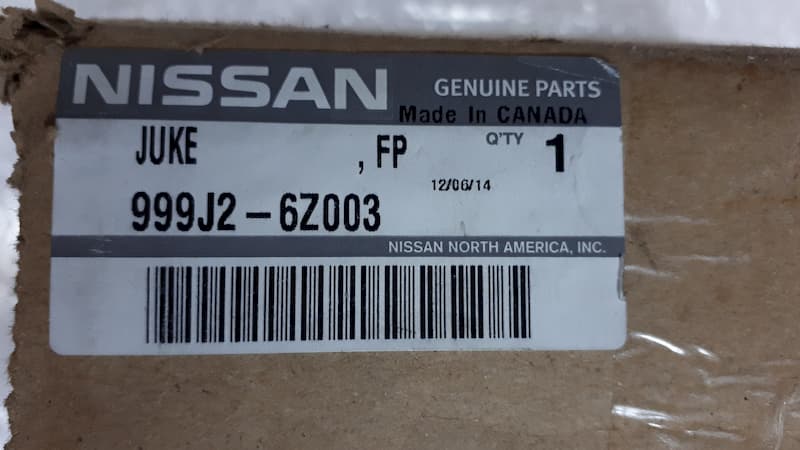 NISSAN GENUINE PARTS
Made In CANADA
JUKE , FP Q'TY 1
12/06/14
999J2-6Z003
NISSAN NORTH AMERICA, INC.